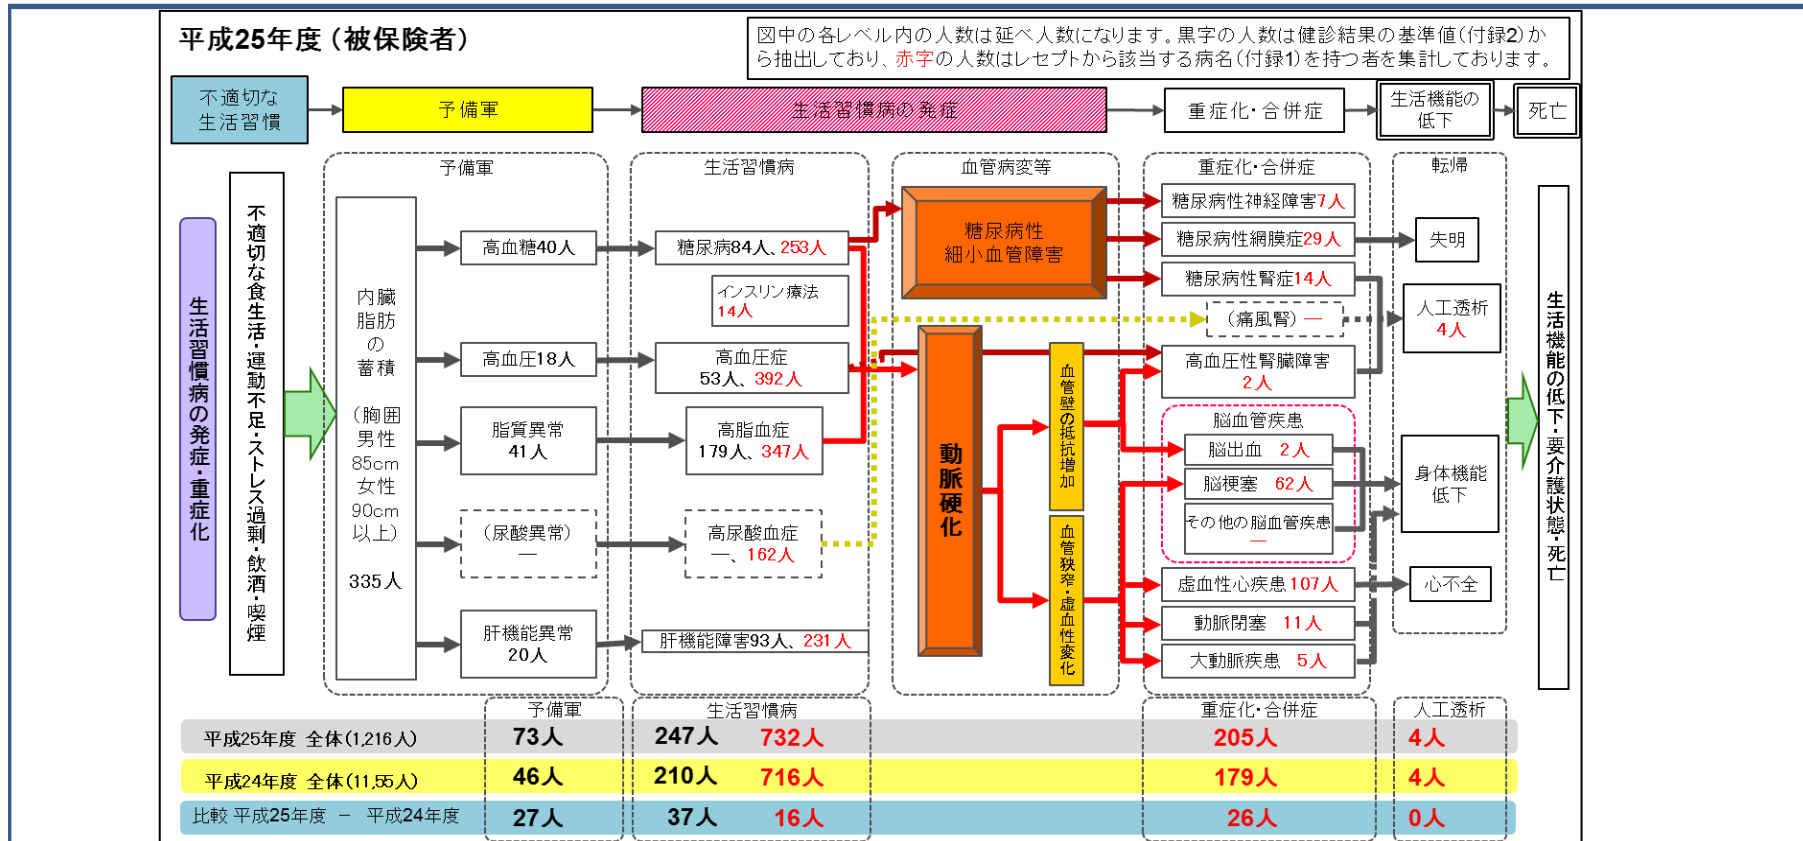 平成25年度(被保険者)
図中の各レベル内の人数は延べ人数になります。黒字の人数は健診結果の基準値(付録2)か
ら抽出しており、赤字の人数はレセプトから該当する病名(付録1)を持つ者を集計しております。
不適切な
生活習慣
予備軍
生活習慣病の発症
重症化・合併症
生活機能の
低下
死亡
生活習慣病の発症・重症化
不適切な食生活・運動不足・ストレス過剰・飲酒・喫煙
予備軍
内臓
脂肪
の
蓄積
(胸囲
男性
85cm
女性
90cm
以上)
335人
高血糖40人
高血圧18人
脂質異常
41人
(尿酸異常)
―
肝機能異常
20人
生活習慣病
糖尿病84人、253人
インスリン療法
14人
高血圧症
53人、392人
高脂血症
179人、347人
高尿酸血症
―、162人
肝機能障害93人、231人
血管病変等
糖尿病性
細小血管障害
動脈硬化
血管壁の抵抗増加
血管狭窄・虚血性変化
重症化・合併症
糖尿病性神経障害7人
糖尿病性網膜症29人
糖尿病性腎症14人
(痛風腎) ―
高血圧性腎臓障害
2人
脳血管疾患
脳出血 2人
脳梗塞 62人
その他の脳血管疾患
―
虚血性心疾患107人
動脈閉塞 11人
大動脈疾患 5人
転帰
失明
人工透析
4人
身体機能
低下
心不全
生活機能の低下・要介護状態・死亡
予備軍
生活習慣病
重症化・合併症
人工透析
平成25年度 全体(1,216人) 73人 247人 732人 205人 4人
平成24年度 全体(11,55人) 46人 210人 716人 179人 4人
比較 平成25年度 － 平成24年度 27人 37人 16人 26人 0人